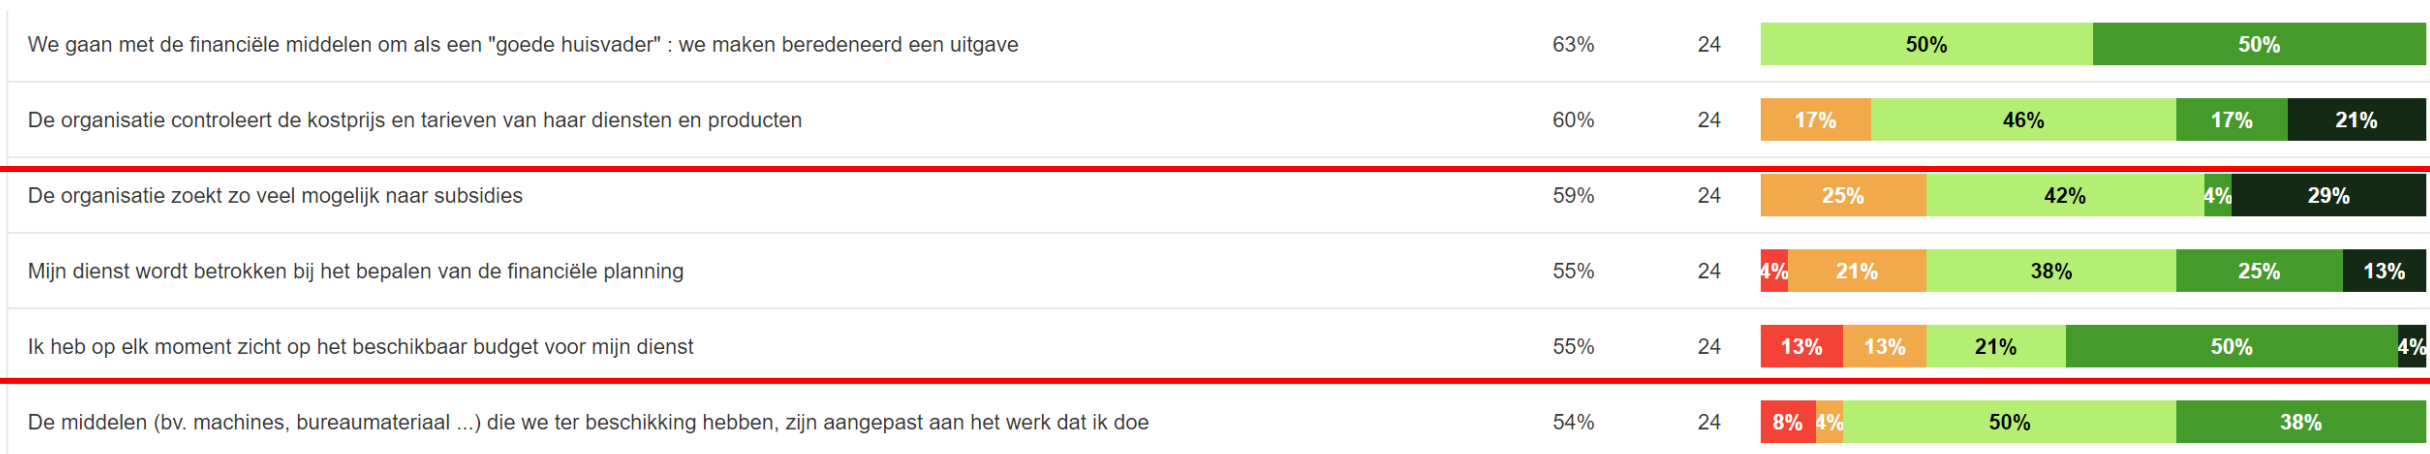 We gaan met de financiële middelen om als een "goede huisvader" : we maken beredeneerd een uitgave 63% 24 50% 50%
De organisatie controleert de kostprijs en tarieven van haar diensten en producten 60% 24 17% 46% 17% 21%
De organisatie zoekt zo veel mogelijk naar subsidies 59% 24 25% 42% 4% 29%
Mijn dienst wordt betrokken bij het bepalen van de financiële planning 55% 24 4% 21% 38% 25% 13%
Ik heb op elk moment zicht op het beschikbaar budget voor mijn dienst 55% 24 13% 13% 21% 50% 4%
De middelen (bv. machines, bureaumateriaal ...) die we ter beschikking hebben, zijn aangepast aan het werk dat ik doe 54% 24 8% 4% 50% 38%